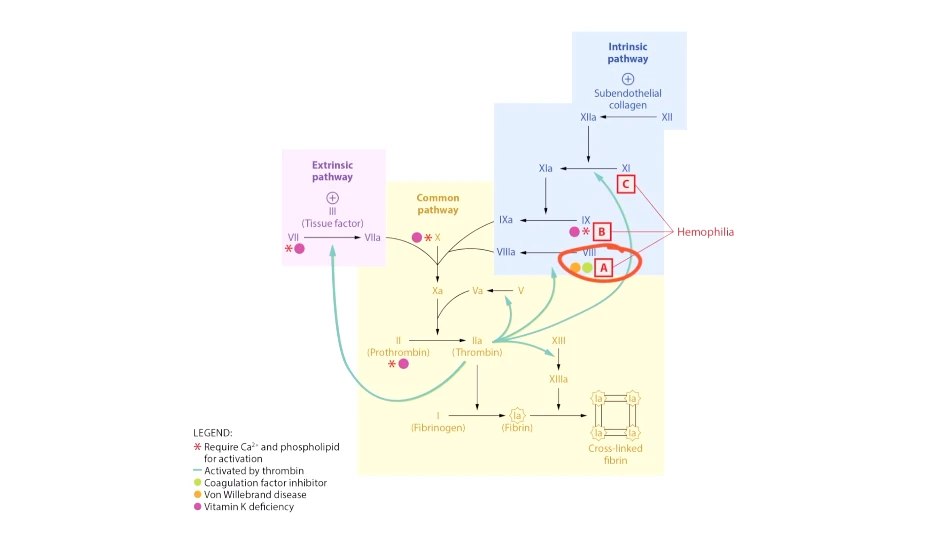 Intrinsic
pathway
Subendothelial
collagen
XIIa
XII
Extrinsic
pathway
III
(Tissue factor)
VII
VIIa
*
Common
pathway
* X
XIa
XI
C
IXa
IX
* B
Hemophilia
VIIIa
VIII
A
Xa
Va
V
II
(Prothrombin)
*
IIa
(Thrombin)
XIII
XIIIa
I
(Fibrinogen)
Ia
(Fibrin)
Ia
Ia
Ia
Ia
Cross-linked
fibrin
LEGEND:
* Require Ca²⁺ and phospholipid
for activation
Activated by thrombin
Coagulation factor inhibitor
Von Willebrand disease
Vitamin K deficiency